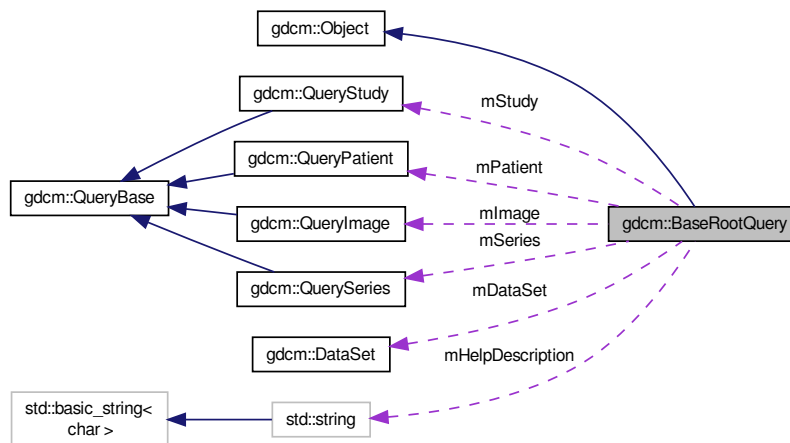 gdcm::Object
gdcm::QueryStudy
mStudy
gdcm::QueryPatient
mPatient
gdcm::QueryBase
gdcm::QueryImage
mImage
gdcm::BaseRootQuery
mSeries
gdcm::QuerySeries
mDataSet
gdcm::DataSet
mHelpDescription
std::basic_string<
char >
std::string